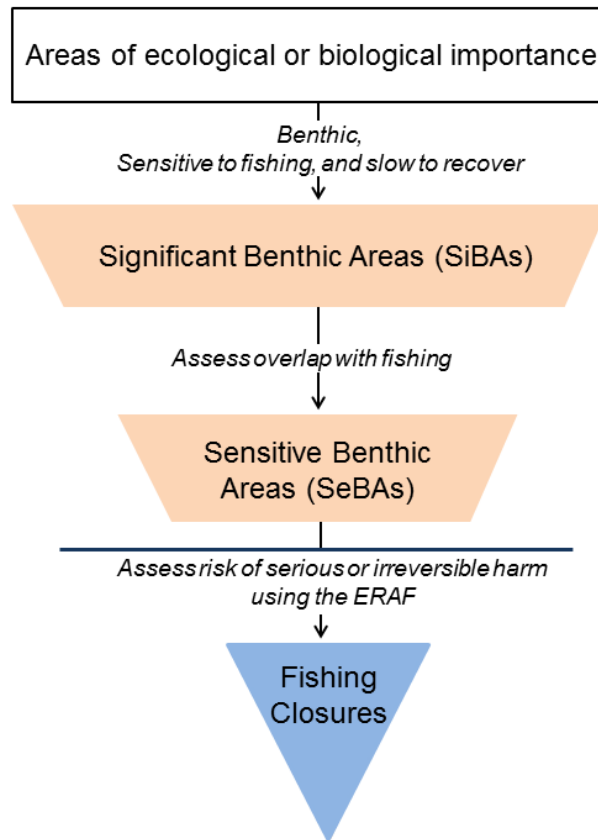 Areas of ecological or biological importance
Benthic,
Sensitive to fishing, and slow to recover
Significant Benthic Areas (SiBAs)
Assess overlap with fishing
Sensitive Benthic
Areas (SeBAs)
Assess risk of serious or irreversible harm
using the ERAF
Fishing
Closures